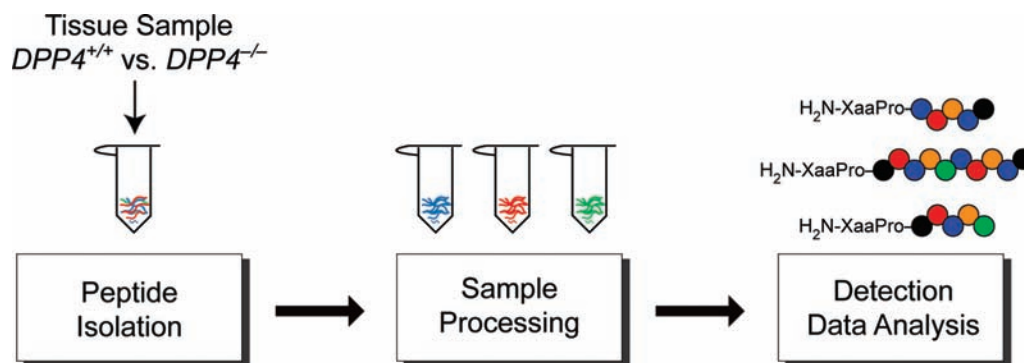 Tissue Sample
DPP4+/+ vs. DPP4–/–
H2N-XaaPro
H2N-XaaPro
H2N-XaaPro
Peptide
Isolation
Sample
Processing
Detection
Data Analysis